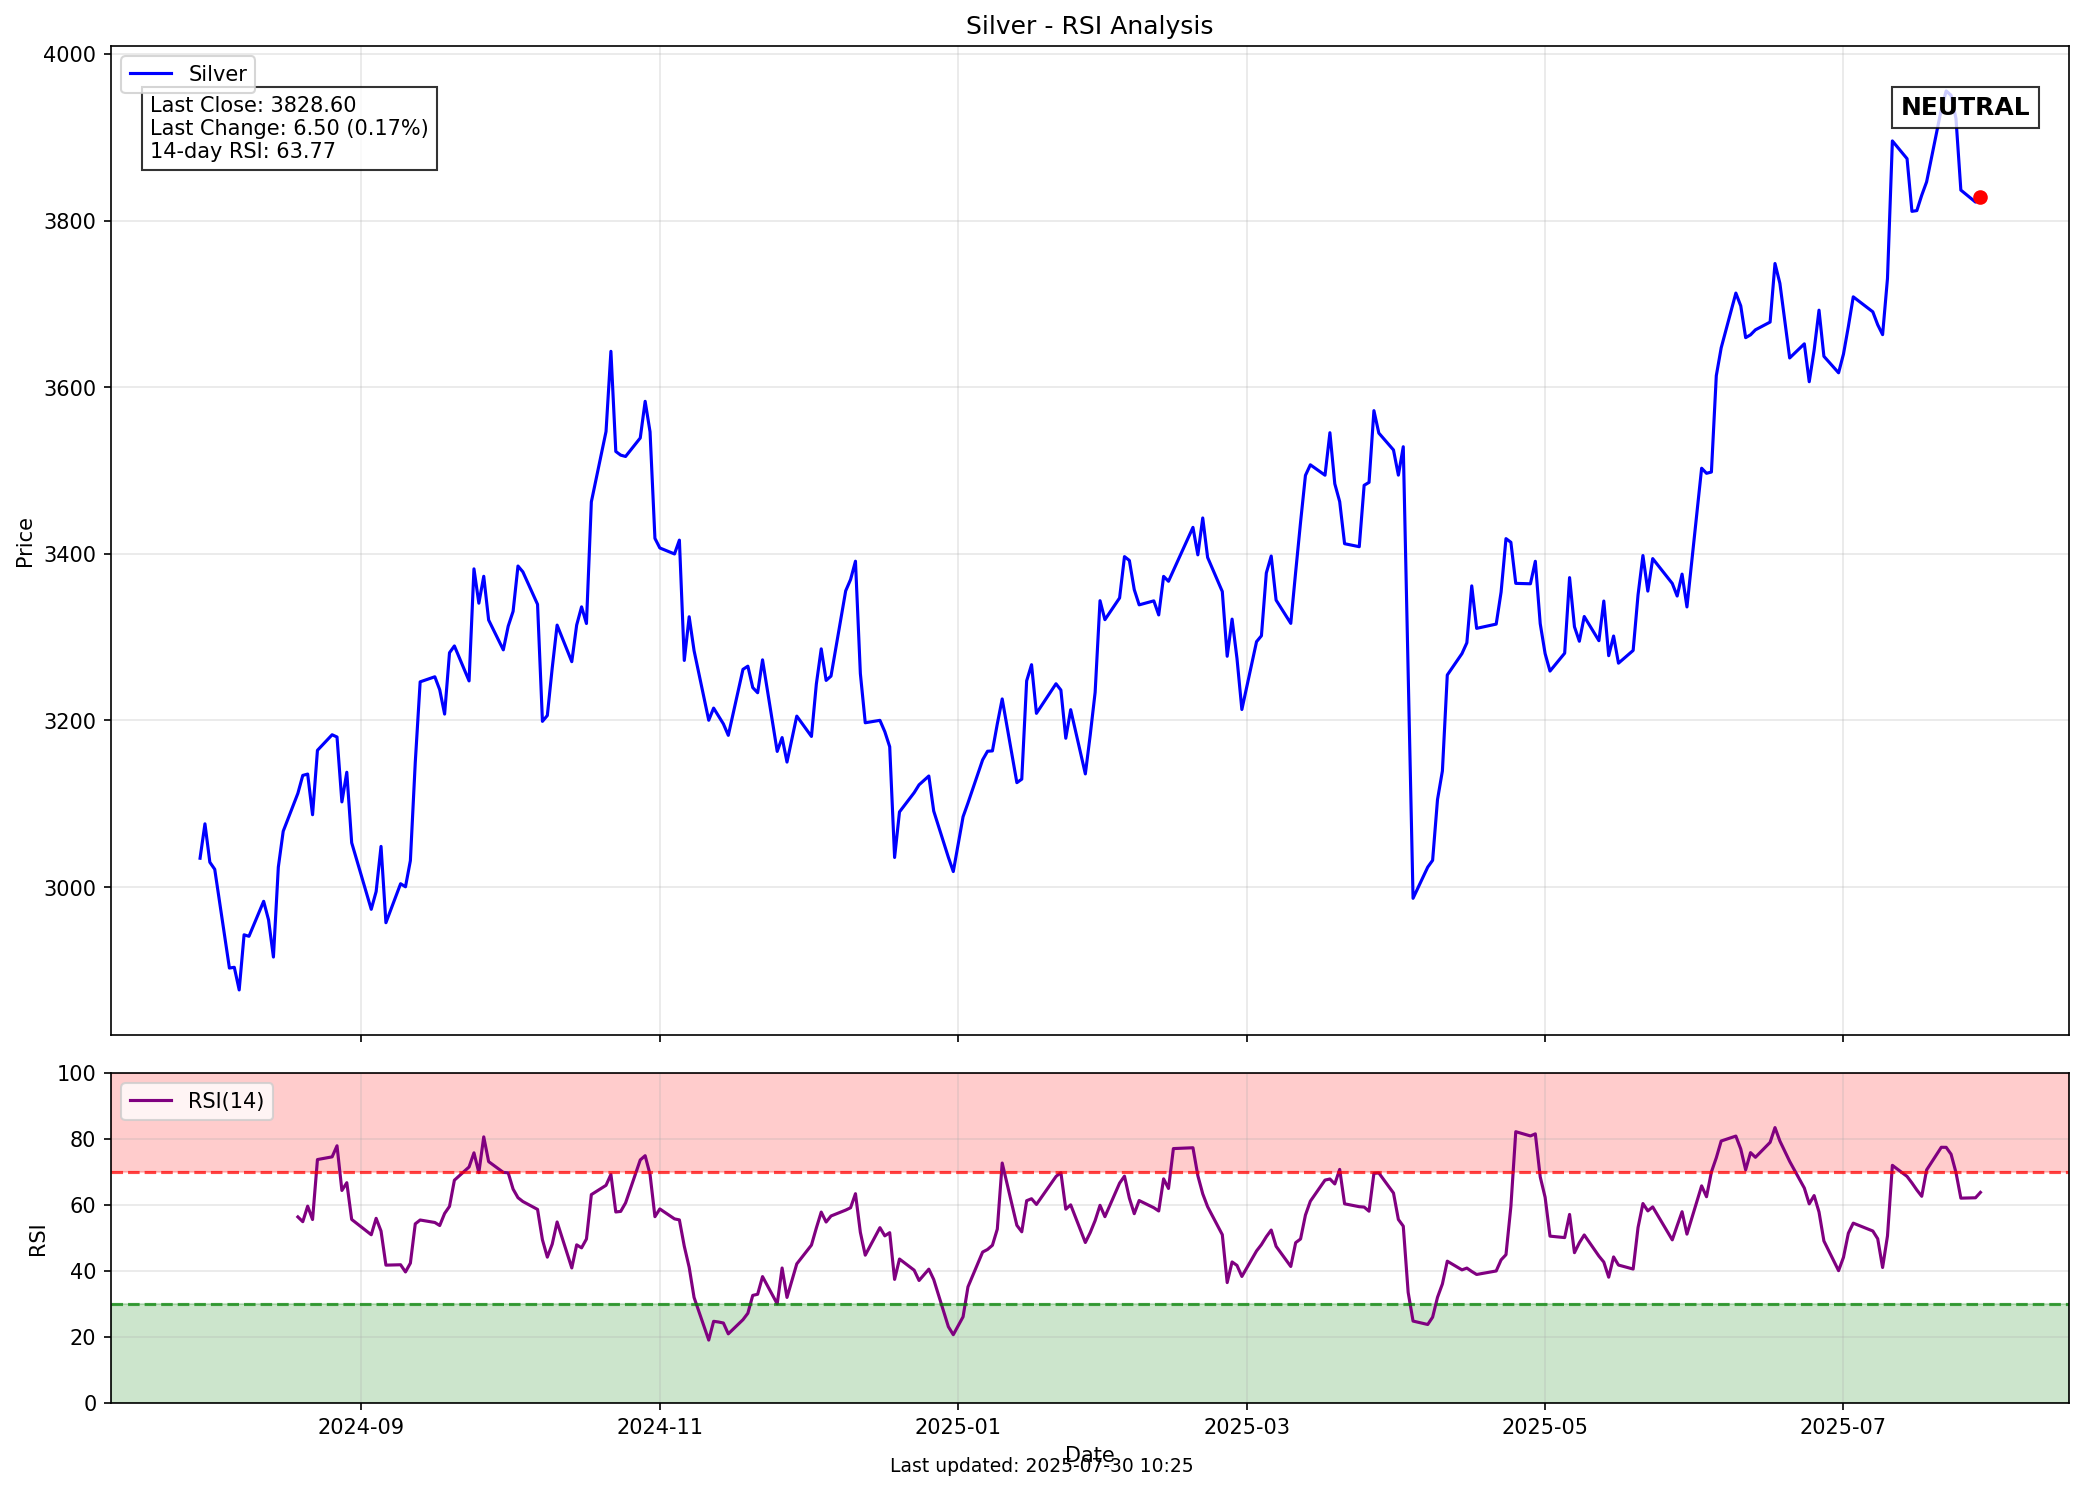 Silver - RSI Analysis
4000
3800
3600
3400
3200
3000
Price
Silver
Last Close: 3828.60
Last Change: 6.50 (0.17%)
14-day RSI: 63.77
NEUTRAL
100
80
60
40
20
0
RSI
RSI(14)
2024-09
2024-11
2025-01
2025-03
2025-05
2025-07
Date
Last updated: 2025-07-30 10:25